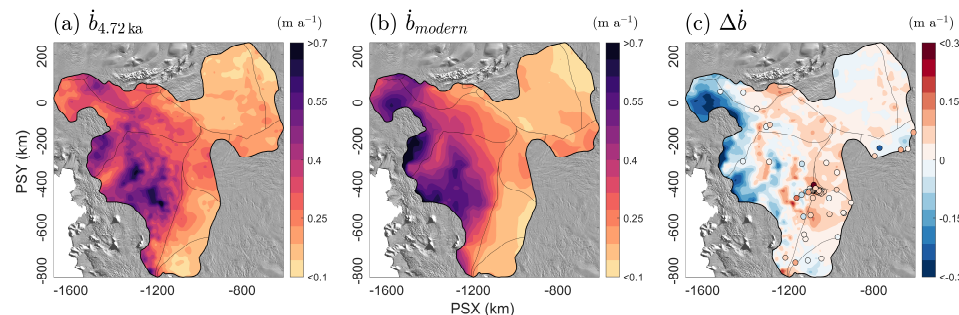 (a) ḃ4.72 ka (m a⁻¹) (b) ḃmodern (m a⁻¹) (c) Δḃ (m a⁻¹)
200 >0.7 >0.7 <0.3
0 0.55 0.55 0.15
-200
PSY (km) 0.4 0.4 0
-400
0.25 0.25 -0.15
-600
-800 <0.1 <0.1
-1600 -1200 -800 -1600 -1200 -800 -1600 -1200 -800
PSX (km)